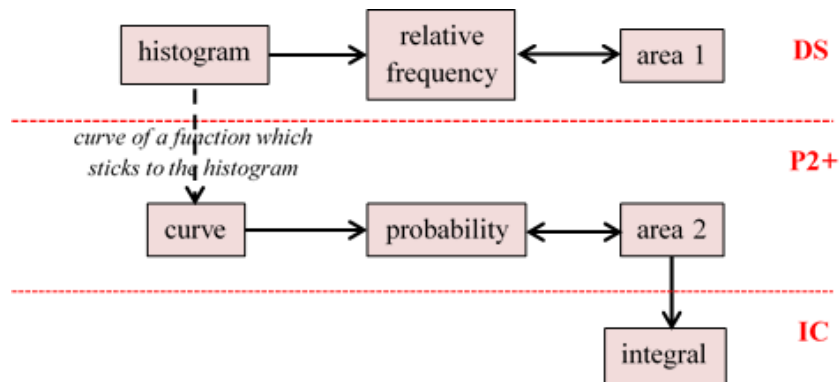 histogram
relative
frequency
area 1
DS
curve of a function which
sticks to the histogram
P2+
curve
probability
area 2
IC
integral